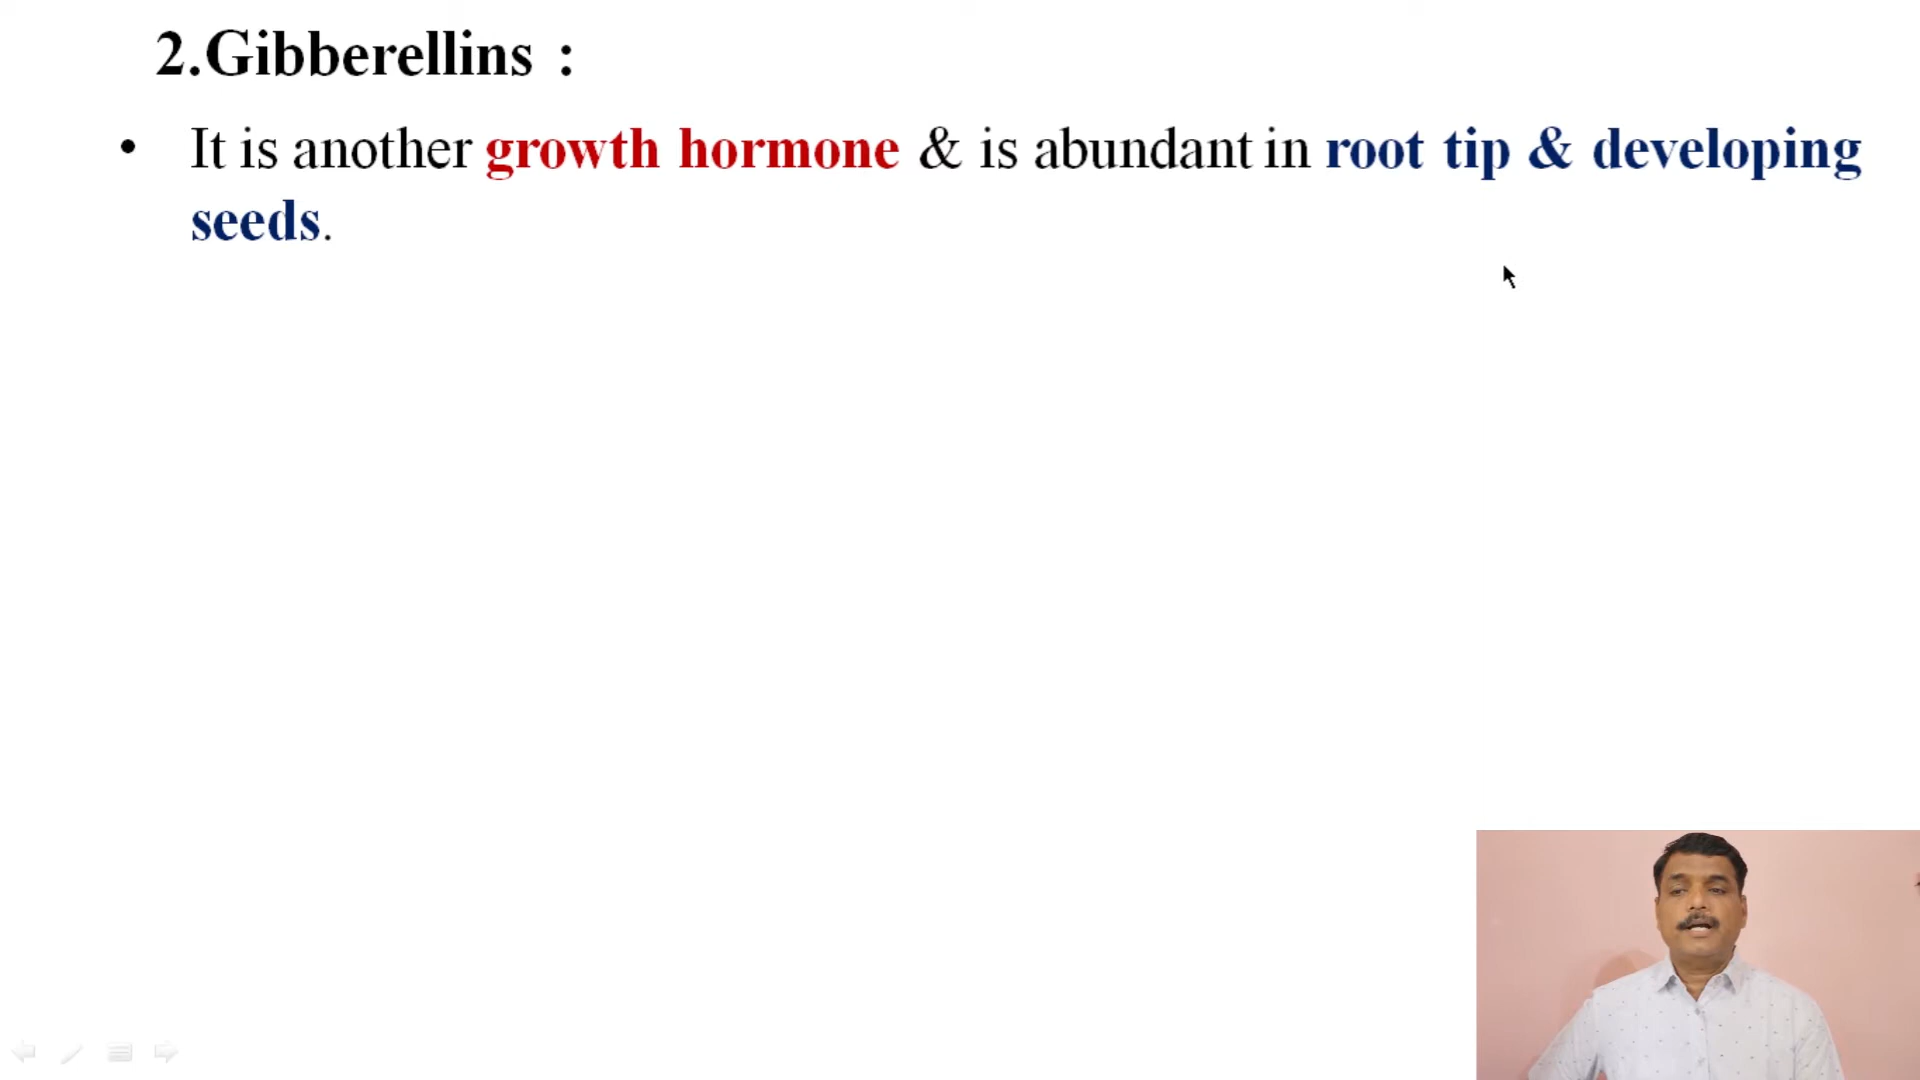 2.Gibberellins :
• It is another growth hormone & is abundant in root tip & developing
seeds.